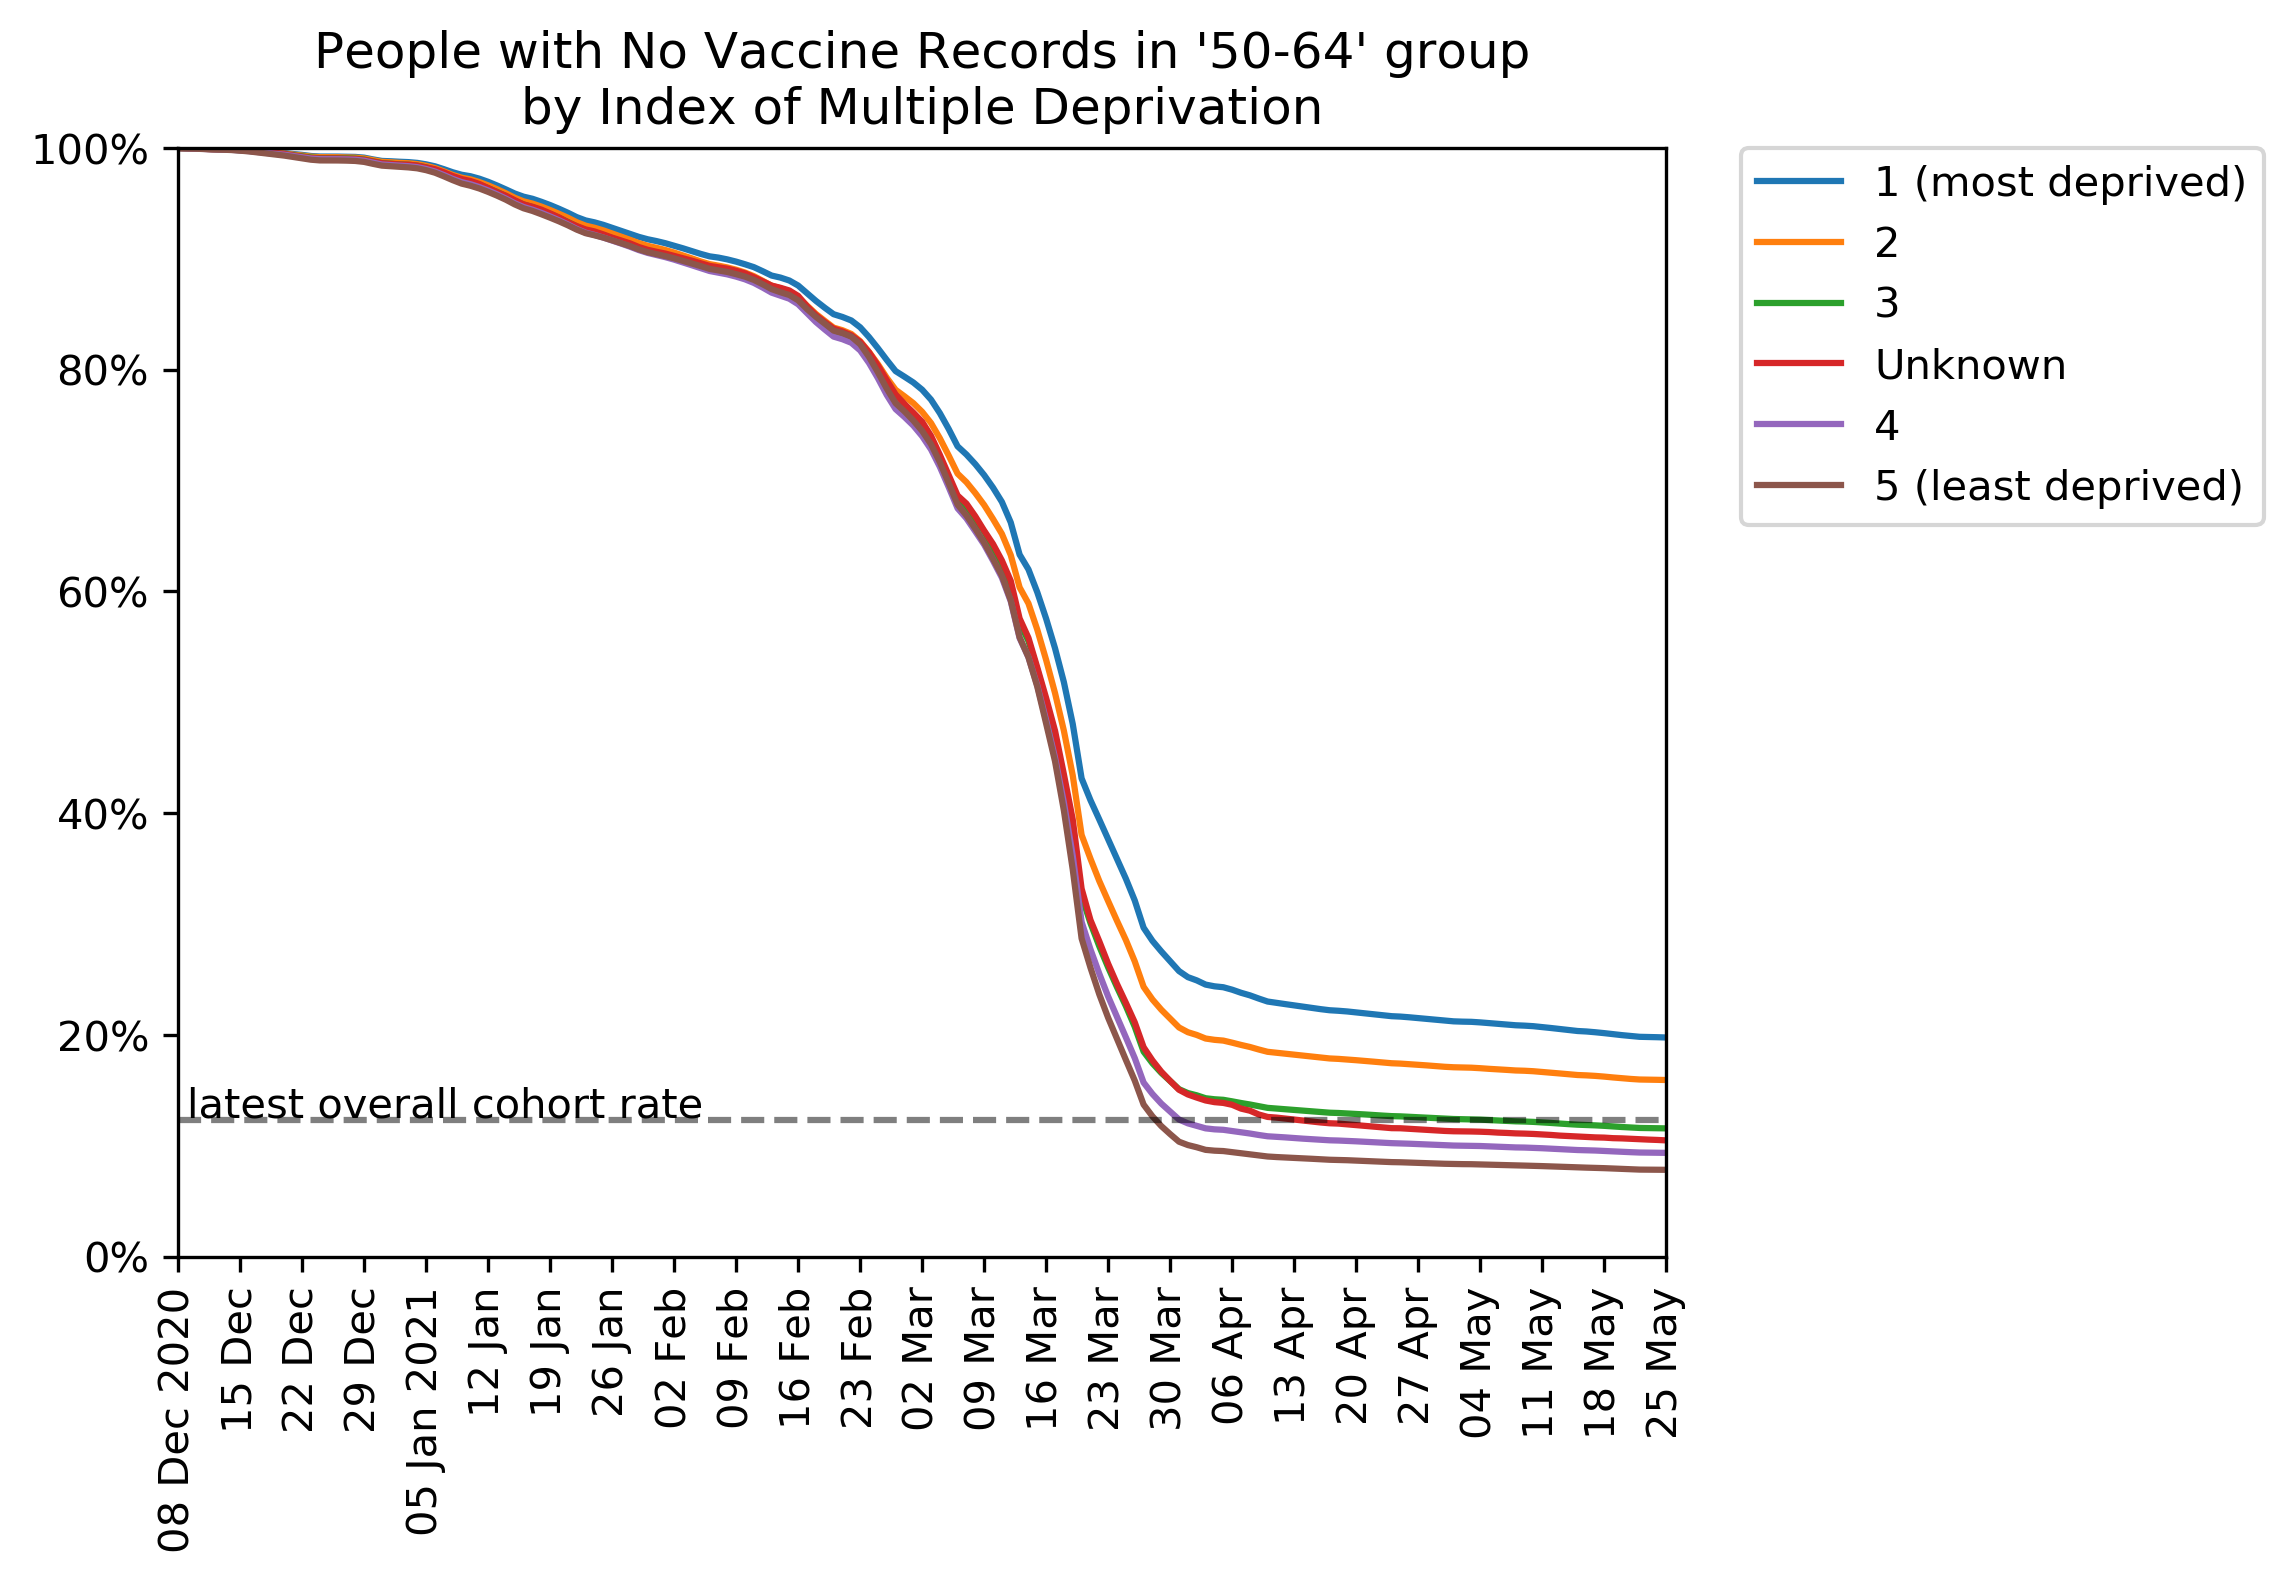 People with No Vaccine Records in '50-64' group
by Index of Multiple Deprivation
100%
80%
60%
40%
20%
0%
latest overall cohort rate
08 Dec 2020
15 Dec
22 Dec
29 Dec
05 Jan 2021
12 Jan
19 Jan
26 Jan
02 Feb
09 Feb
16 Feb
23 Feb
02 Mar
09 Mar
16 Mar
23 Mar
30 Mar
06 Apr
13 Apr
20 Apr
27 Apr
04 May
11 May
18 May
25 May
1 (most deprived)
2
3
Unknown
4
5 (least deprived)